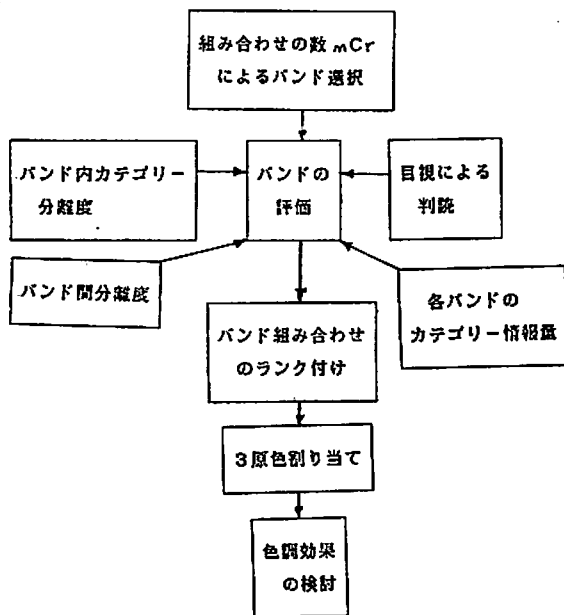 組み合わせの数 mCr
によるバンド選択
バンド内カテゴリー
分離度
バンドの
評価
目視による
判読
バンド間分離度
各バンドの
カテゴリー情報量
バンド組み合わせ
のランク付け
3原色割り当て
色調効果
の検討